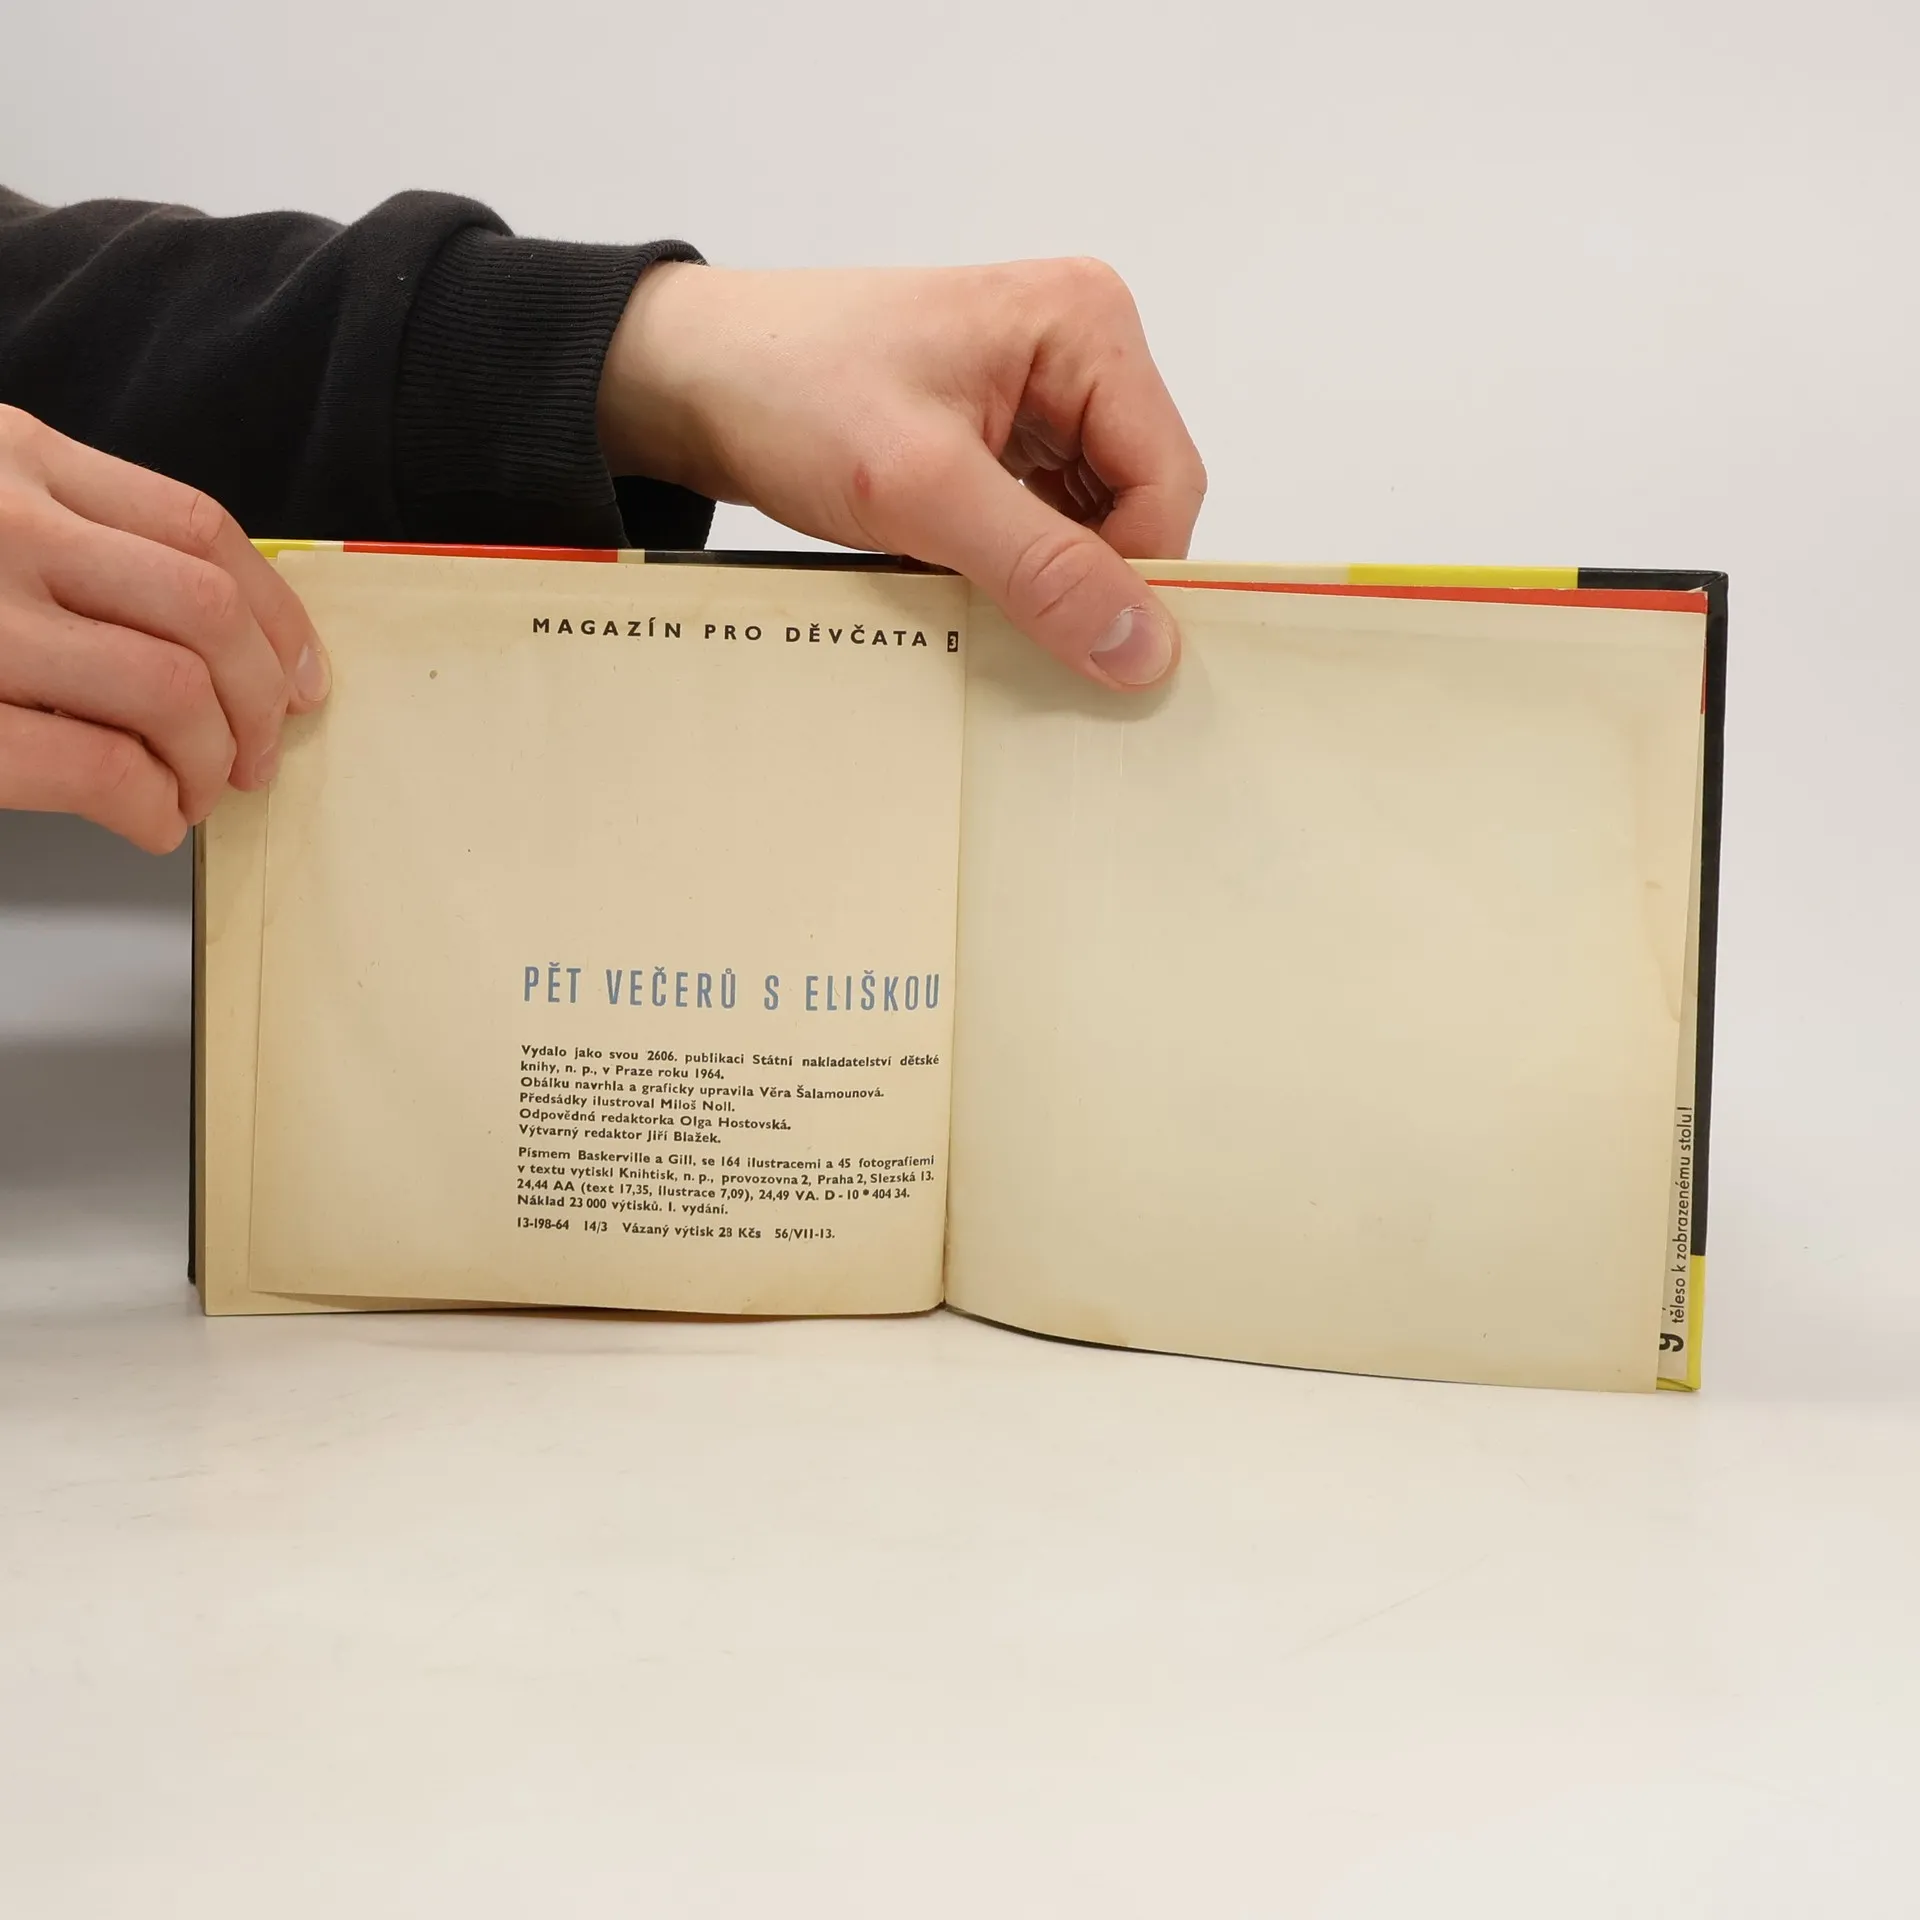 MAGAZÍN PRO DĚVČATA 3
PĚT VEČERŮ S ELIŠKOU
Vydalo jako svou 2606. publikaci Státní nakladatelství dětské
knihy, n. p., v Praze roku 1964.
Obálku navrhla a graficky upravila Věra Šalamounová.
Předsádky ilustroval Miloš Noll.
Odpovědná redaktorka Olga Hostovská.
Výtvarný redaktor Jiří Blažek.
Písmem Baskerville a Gill, se 164 ilustracemi a 45 fotografiemi
v textu vytiskl Knihtisk, n. p., provozovna 2, Praha 2, Slezská 13.
24,44 AA (text 17,35, ilustrace 7,09), 24,49 VA. D - 10 * 404 34.
Náklad 23 000 výtisků. I. vydání.
13-198-64 14/3 Vázaný výtisk 28 Kčs 56/VII-13.
těleso k zobrazenému stolu!